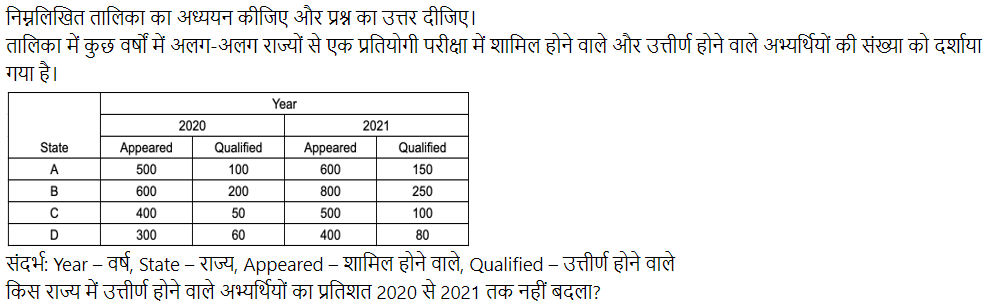 निम्नलिखित तालिका का अध्ययन कीजिए और प्रश्न का उत्तर दीजिए।
तालिका में कुछ वर्षों में अलग-अलग राज्यों से एक प्रतियोगी परीक्षा में शामिल होने वाले और उत्तीर्ण होने वाले अभ्यर्थियों की संख्या को दर्शाया
गया है।
Year
2020 2021
State Appeared Qualified Appeared Qualified
A 500 100 600 150
B 600 200 800 250
C 400 50 500 100
D 300 60 400 80
संदर्भ: Year – वर्ष, State – राज्य, Appeared – शामिल होने वाले, Qualified – उत्तीर्ण होने वाले
किस राज्य में उत्तीर्ण होने वाले अभ्यर्थियों का प्रतिशत 2020 से 2021 तक नहीं बदला?